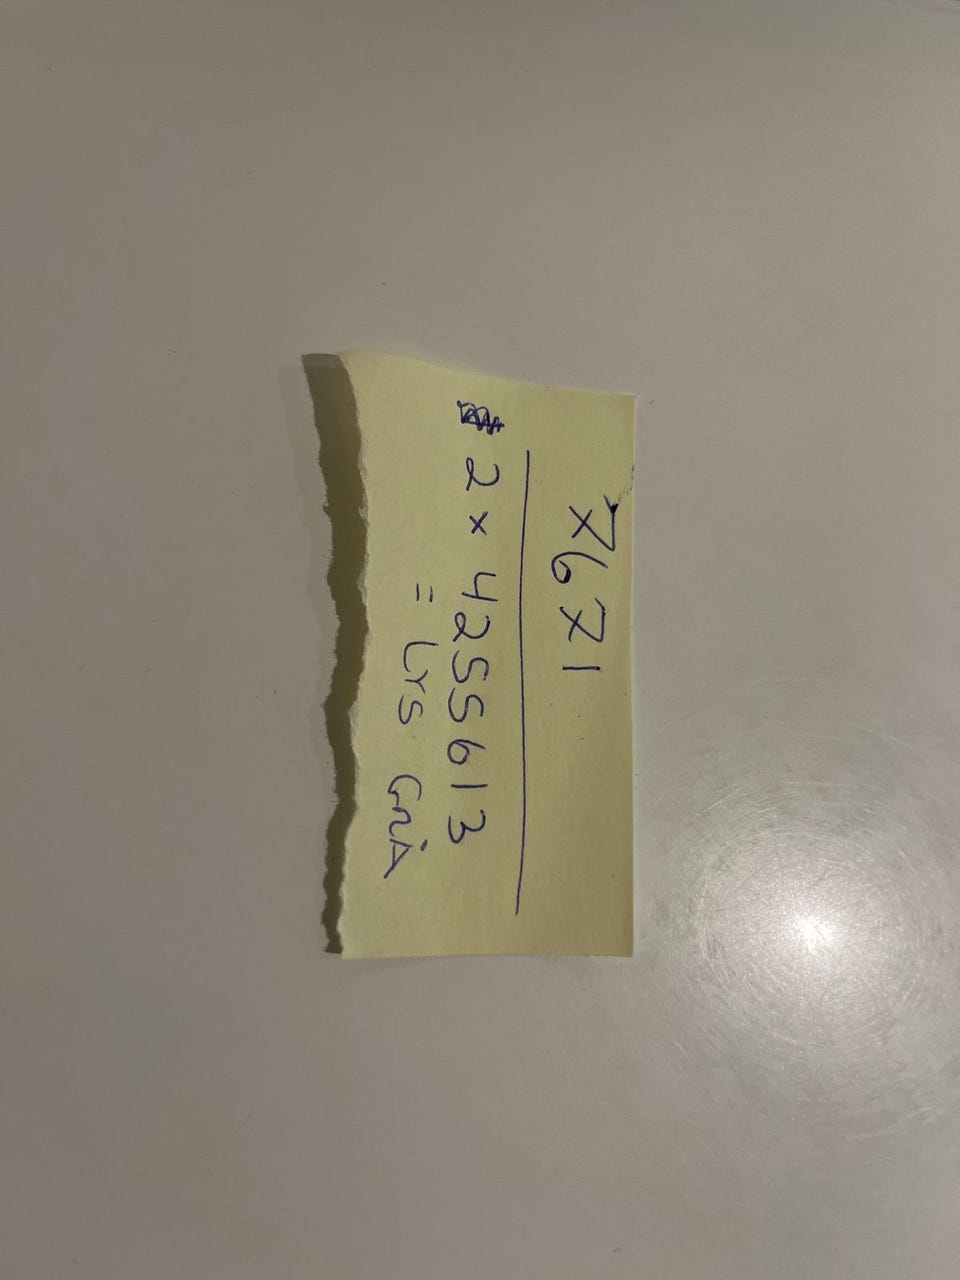 7671
2 × 4255613
= LYS GRÅ